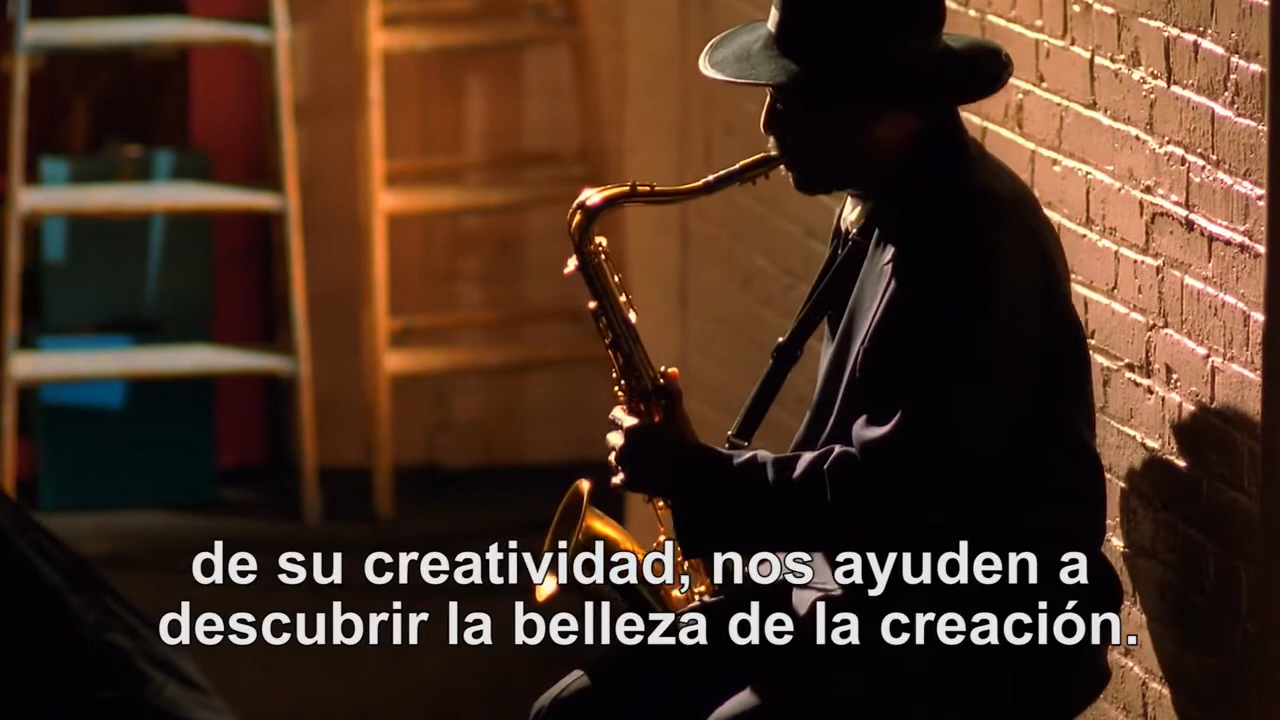 de su creatividad, nos ayuden a
descubrir la belleza de la creación.